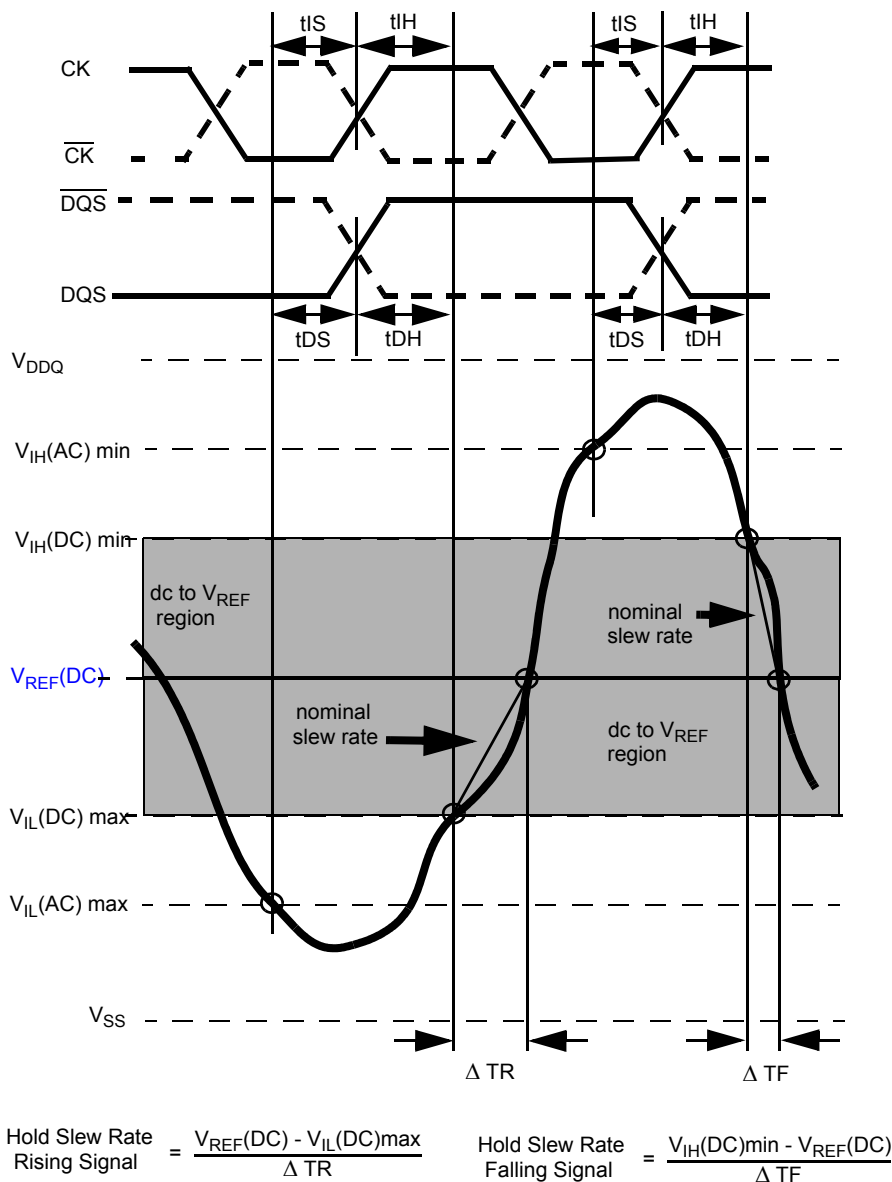 tIS tIH tIS tIH
CK
CK
DQS
DQS
tDS tDH tDS tDH
VDDQ
VIH(AC) min
VIH(DC) min
dc to VREF
region
nominal
slew rate
VREF(DC)
nominal
slew rate
dc to VREF
region
VIL(DC) max
VIL(AC) max
VSS
Δ TR Δ TF
Hold Slew Rate
Rising Signal = VREF(DC) - VIL(DC)max
Δ TR
Hold Slew Rate
Falling Signal = VIH(DC)min - VREF(DC)
Δ TF